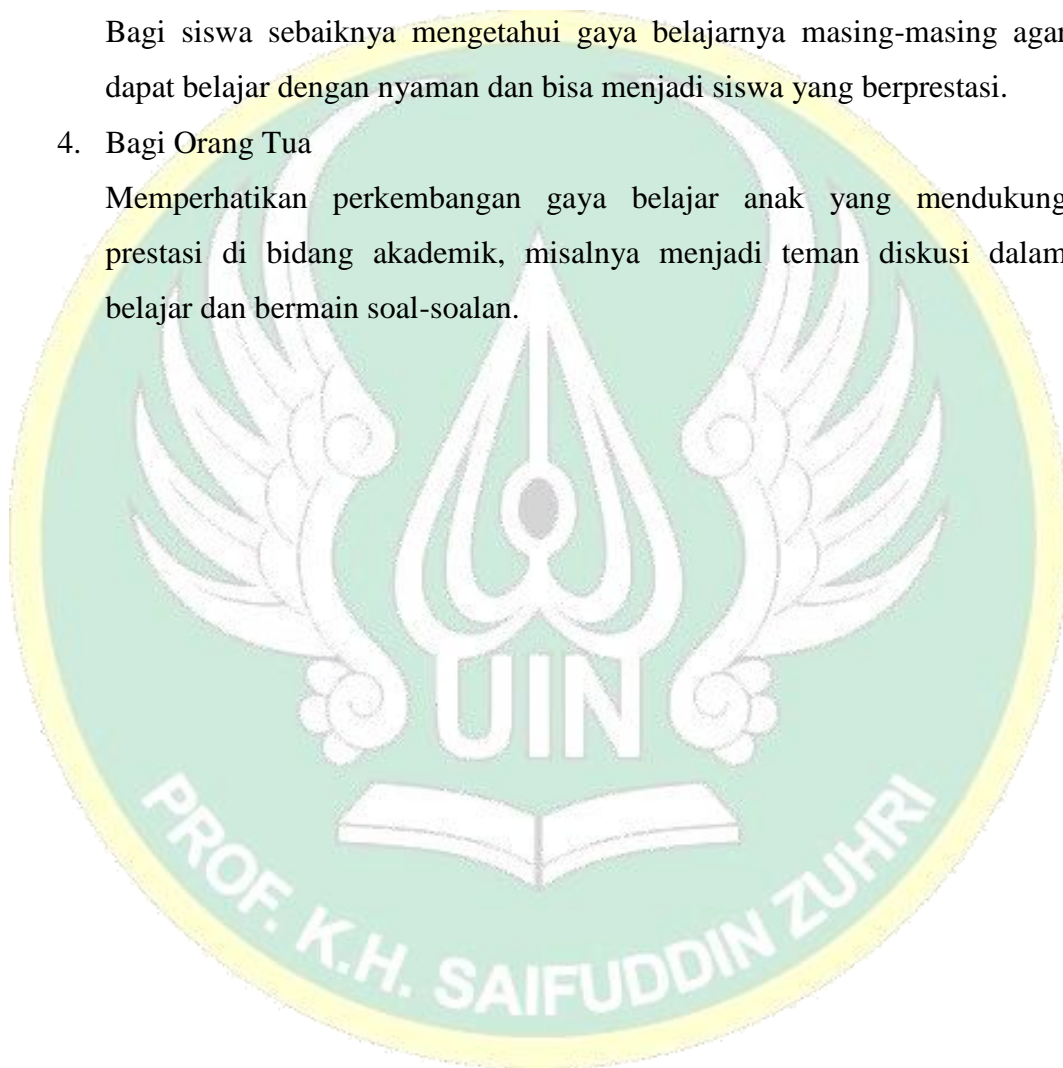 Bagi siswa sebaiknya mengetahui gaya belajarnya masing-masing agar
dapat belajar dengan nyaman dan bisa menjadi siswa yang berprestasi.
4. Bagi Orang Tua
Memperhatikan perkembangan gaya belajar anak yang mendukung
prestasi di bidang akademik, misalnya menjadi teman diskusi dalam
belajar dan bermain soal-soalan.
UIN
PROF. K.H. SAIFUDDIN ZUHRI